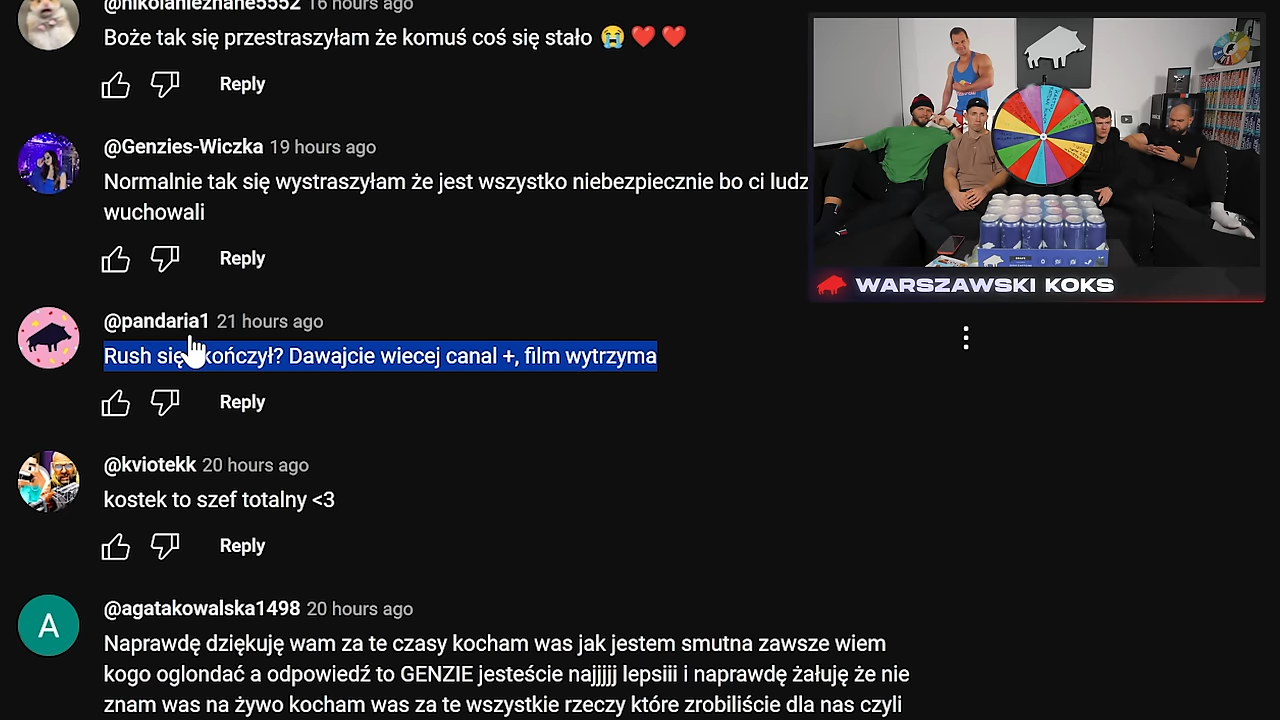 @nikolanieznane5552 16 hours ago
Boże tak się przestraszyłam że komuś coś się stało 😭 ❤️ ❤️
Reply
@Genzies-Wiczka 19 hours ago
Normalnie tak się wystraszyłam że jest wszystko niebezpiecznie bo ci ludz
wuchowali
Reply
@pandaria1 21 hours ago
Rush się kończył? Dawajcie wiecej canal +, film wytrzyma
Reply
@kviotekk 20 hours ago
kostek to szef totalny <3
Reply
A
@agatakowalska1498 20 hours ago
Naprawdę dziękuję wam za te czasy kocham was jak jestem smutna zawsze wiem
kogo oglondać a odpowiedź to GENZIE jesteście najjjjj lepsiii i naprawdę żałuję że nie
znam was na żywo kocham was za te wszystkie rzeczy które zrobiliście dla nas czyli
WARSZAWSKI KOKS